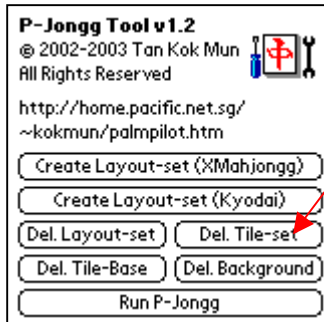 P-Jongg Tool v1.2
© 2002-2003 Tan Kok Mun
All Rights Reserved
http://home.pacific.net.sg/
~kokmun/palmpilot.htm
Create Layout-set (XMahjongg)
Create Layout-set (Kyodai)
Del. Layout-set
Del. Tile-set
Del. Tile-Base
Del. Background
Run P-Jongg